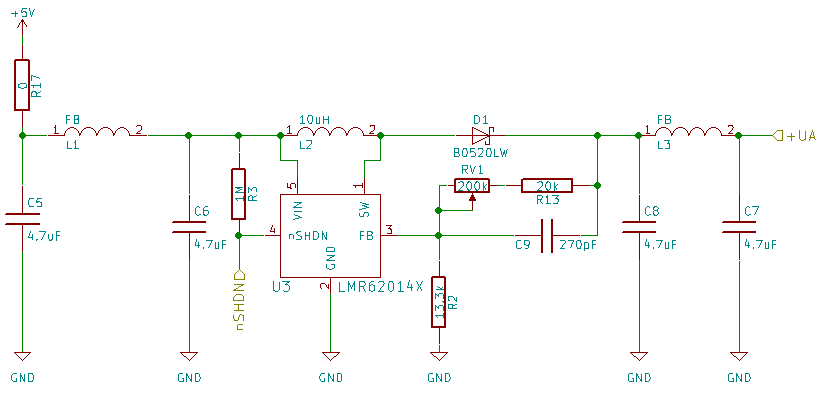 +5V
0
R17
FB
1
2
L1
10uH
1
2
L2
D1
B0520LW
FB
1
2
L3
+UA
RV1
200k
20k
R13
1M
R3
5
VIN
1
SW
C5
4.7uF
C6
4.7uF
4
nSHDN
FB
3
GND
2
U3
LMR62014X
nSHDN
C9
270pF
13.3k
R2
C8
4.7uF
C7
4.7uF
GND
GND
GND
GND
GND
GND